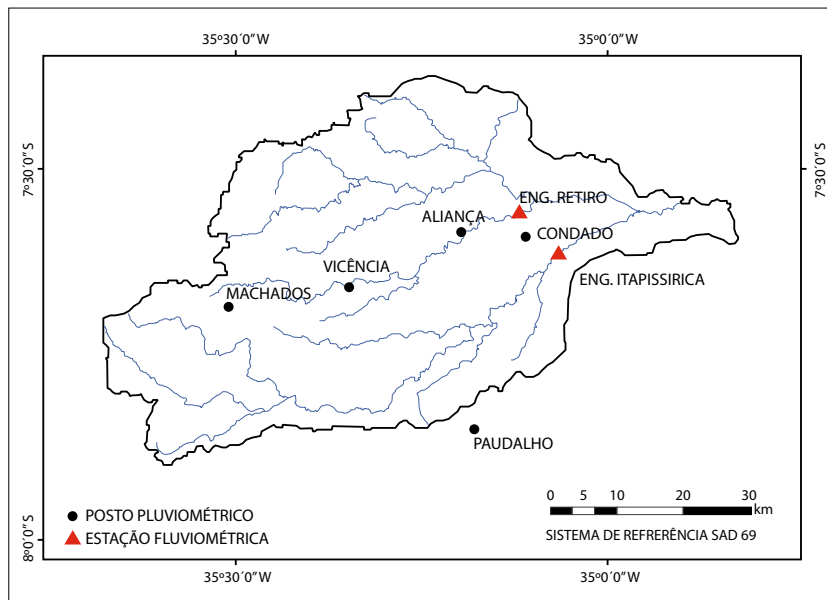 35°30´0”W 35°0´0”W
7°30´0”S 7°30´0”S
ENG. RETIRO
ALIANÇA
CONDADO
VICÊNCIA
ENG. ITAPISSIRICA
MACHADOS
PAUDALHO
0 5 10 20 30
km
POSTO PLUVIOMÉTRICO
ESTAÇÃO FLUVIOMÉTRICA
SISTEMA DE REFRERÊNCIA SAD 69
8°0´0”S 8°0´0”S
35°30´0”W 35°0´0”W